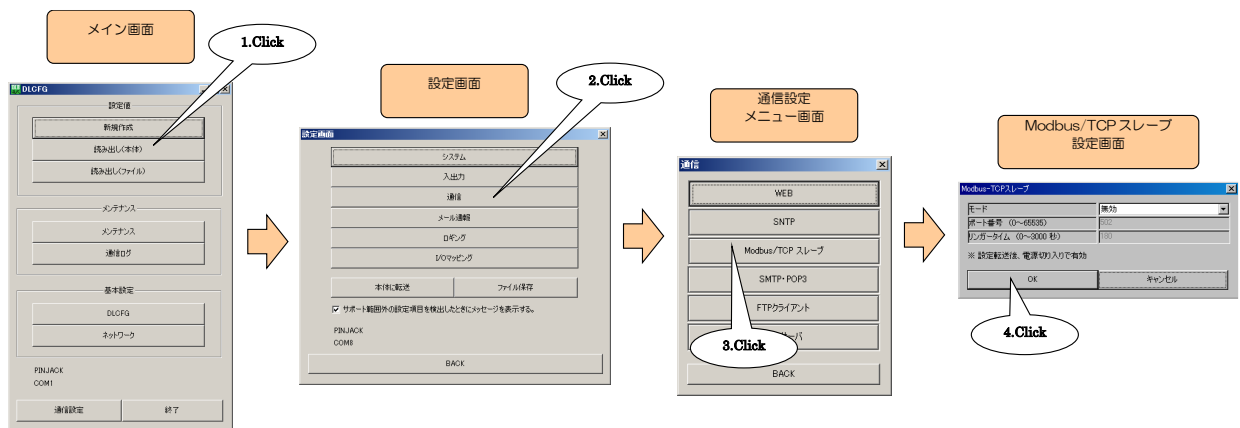 メイン画面
1.Click
DLCFG
設定値
新規作成
読み出し(本体)
読み出し(ファイル)
メンテナンス
メンテナンス
通信ログ
基本設定
DLCFG
ネットワーク
PINJACK
COM1
通信設定
終了
設定画面
2.Click
設定画面
システム
入出力
通信
メール通報
ロギング
I/Oマッピング
本体に転送
ファイル保存
サポート範囲外の設定項目を検出したときにメッセージを表示する。
PINJACK
COM8
BACK
通信設定
メニュー画面
通信
WEB
SNTP
Modbus/TCP スレーブ
SMTP・POP3
FTPクライアント
3.Click
BACK
Modbus/TCP スレーブ
設定画面
Modbus-TCPスレーブ
モード
無効
ポート番号 (0~65535)
502
リンガータイム (0~3000 秒)
180
※ 設定転送後、電源切り入りで有効
OK
キャンセル
4.Click